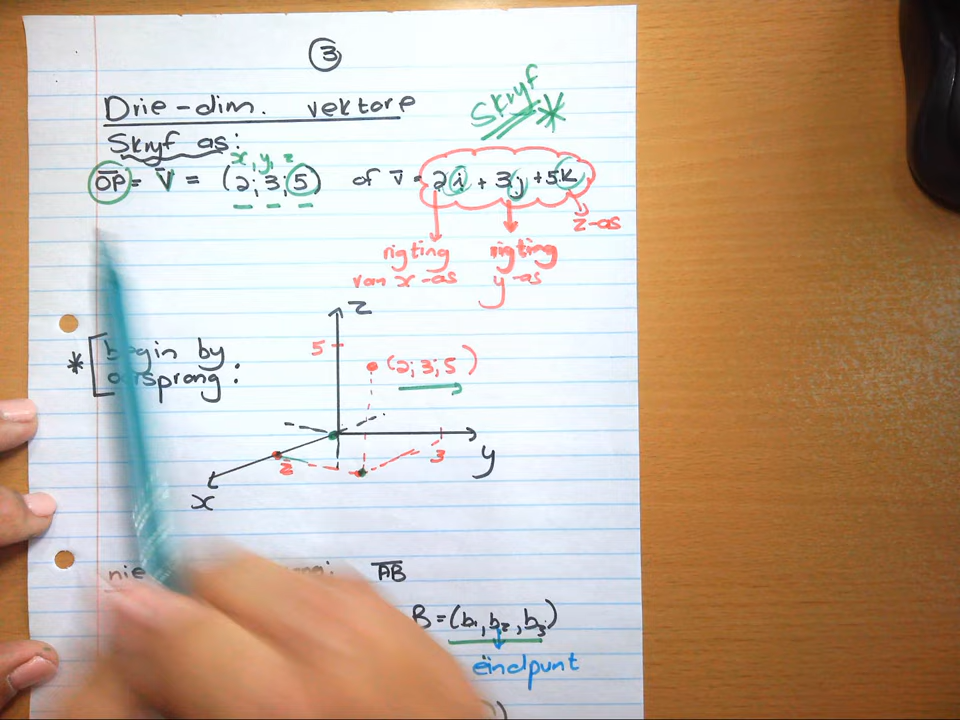 3
Drie-dim. vektore
Skryf
Skryf as:
x, y, z
OP = V = (2; 3; 5) of V = 2i + 3j + 5k
z-as
rigting van x-as
rigting y-as
z
5
* begin by
oorsprong:
(2; 3; 5)
2
3
y
x
AB
B = (b1, b2, b3)
eindpunt